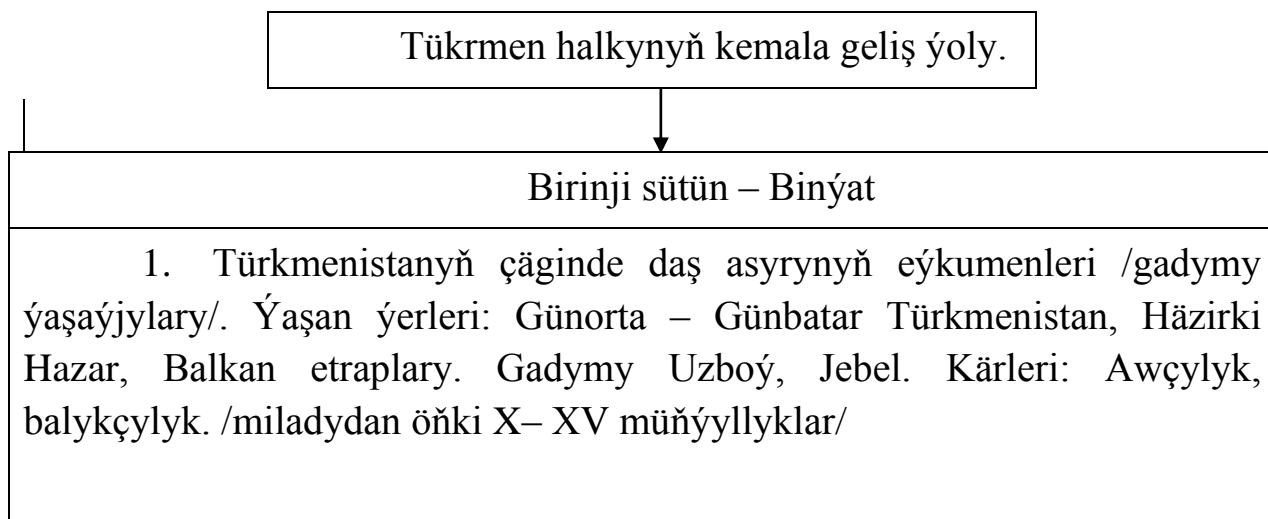 Tükrmen halkynyň kemala geliş ýoly.
Birinji sütün – Binýat
1. Türkmenistanyň çäginde daş asyrynyň eýkumenleri /gadymy
ýaşaýjylary/. Ýaşan ýerleri: Günorta – Günbatar Türkmenistan, Häzirki
Hazar, Balkan etraplary. Gadymy Uzboý, Jebel. Kärleri: Awçylyk,
balykçylyk. /miladydan öňki X– XV müňýyllyklar/